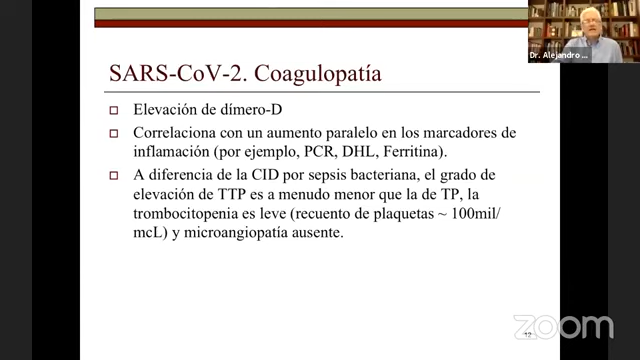 Dr. Alejandro ...
SARS-CoV-2. Coagulopatía
Elevación de dímero-D
Correlaciona con un aumento paralelo en los marcadores de
inflamación (por ejemplo, PCR, DHL, Ferritina).
A diferencia de la CID por sepsis bacteriana, el grado de
elevación de TTP es a menudo menor que la de TP, la
trombocitopenia es leve (recuento de plaquetas ~ 100mil/
mcL) y microangiopatía ausente.
12
zoom